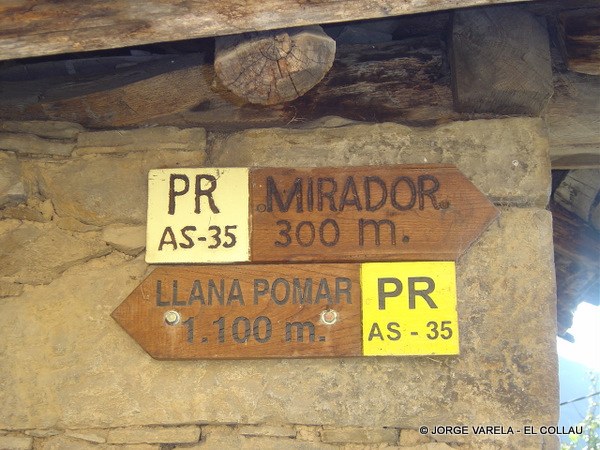 PR
AS-35
.MIRADOR.
300 m.
LLANA POMAR
1.100 m.
PR
AS - 35
© JORGE VARELA - EL COLLAU